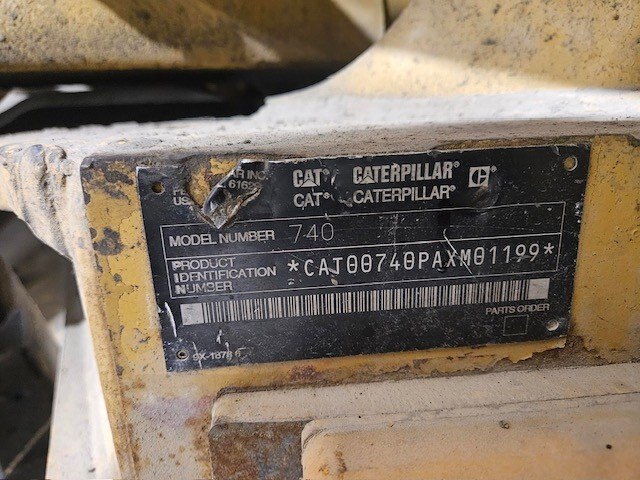 CAT® CATERPILLAR® C
CAT® CATERPILLAR®
MODEL NUMBER 740
PRODUCT
IDENTIFICATION
NUMBER
*CAT00740PAXM01199*
PARTS ORDER